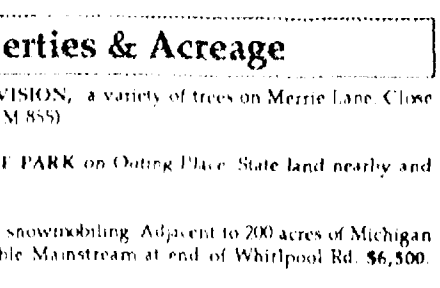 erties & Acreage
VISION, a variety of trees on Merrie Lane. Close
M 855)
PARK on Outing Place. State land nearby and
snowmobiling. Adjacent to 200 acres of Michigan
ble Mainstream at end of Whirlpool Rd. $6,500.